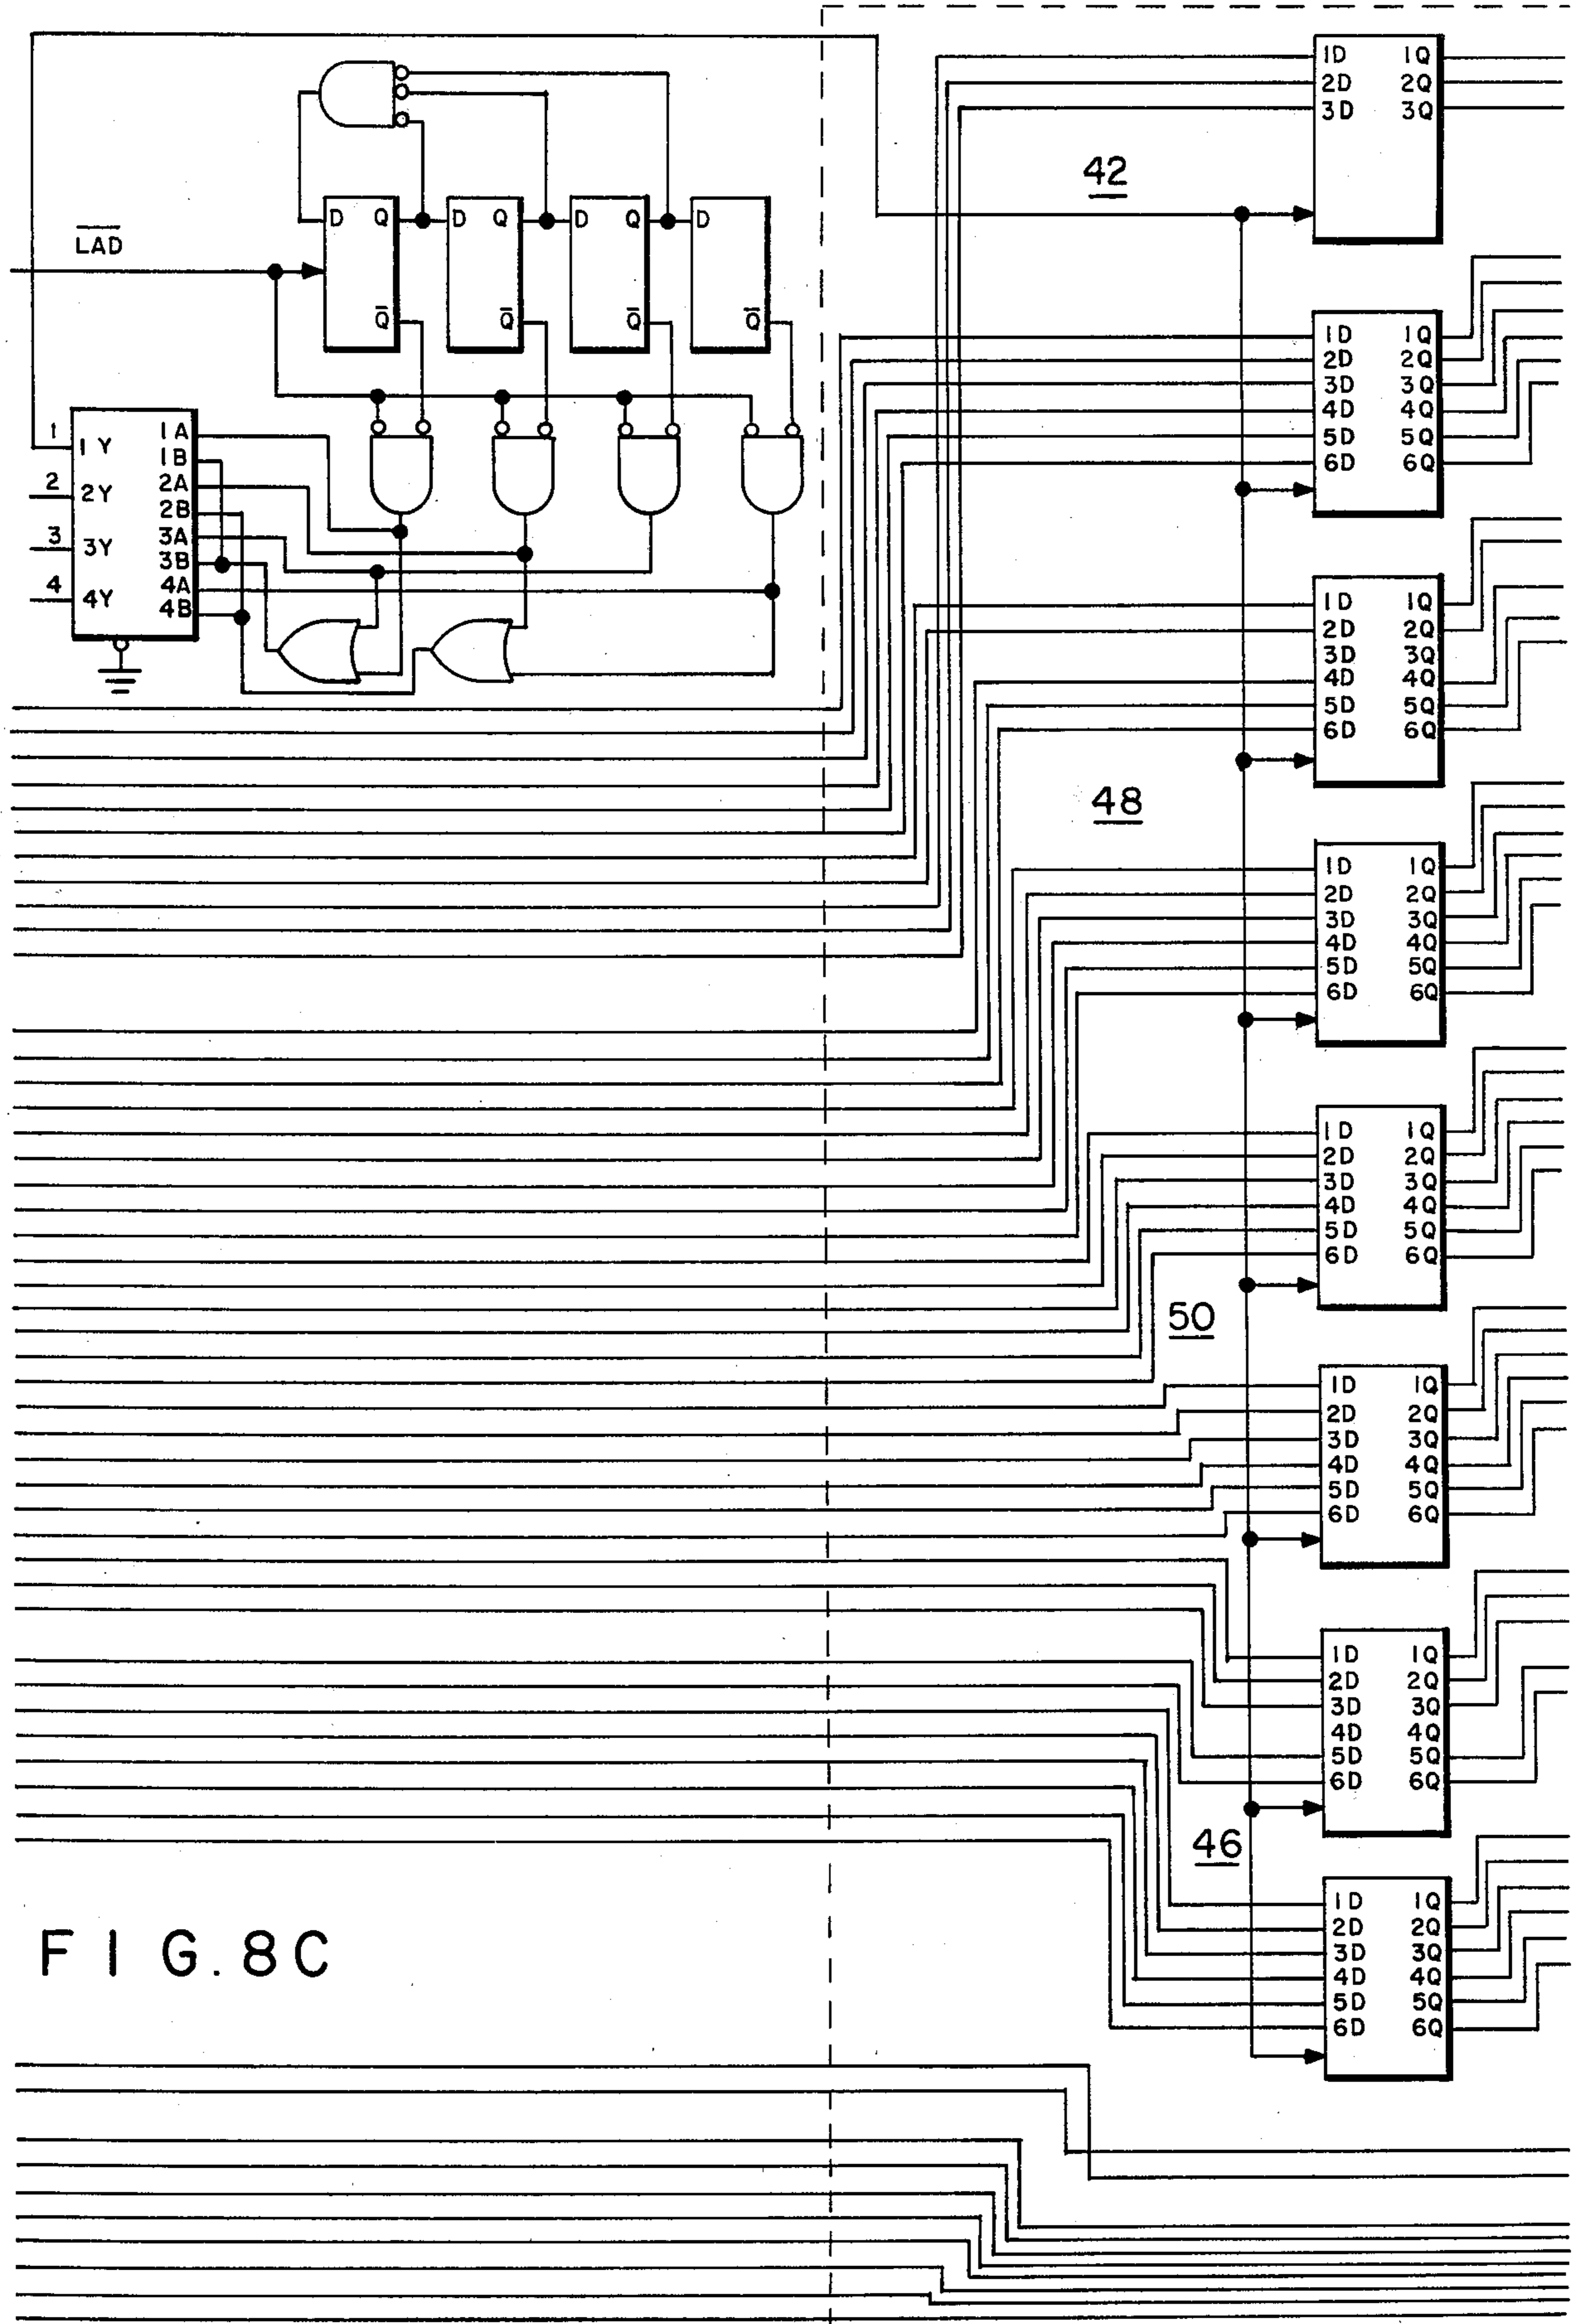 1D 1Q
2D 2Q
3D 3Q
42
D Q D Q D Q D
LAD
Q Q Q Q
1D 1Q
2D 2Q
3D 3Q
4D 4Q
5D 5Q
6D 6Q
1 1Y 1A
1B
2 2Y 2A
2B
3 3Y 3A
3B
4 4Y 4A
4B
1D 1Q
2D 2Q
3D 3Q
4D 4Q
5D 5Q
6D 6Q
48
1D 1Q
2D 2Q
3D 3Q
4D 4Q
5D 5Q
6D 6Q
1D 1Q
2D 2Q
3D 3Q
4D 4Q
5D 5Q
6D 6Q
50
1D 1Q
2D 2Q
3D 3Q
4D 4Q
5D 5Q
6D 6Q
1D 1Q
2D 2Q
3D 3Q
4D 4Q
5D 5Q
6D 6Q
46
1D 1Q
2D 2Q
3D 3Q
4D 4Q
5D 5Q
6D 6Q
FIG.8C